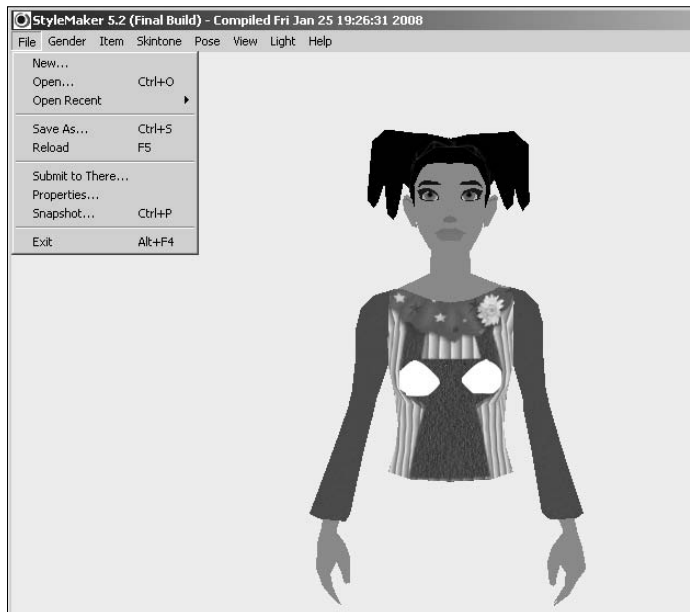 StyleMaker 5.2 (Final Build) - Compiled Fri Jan 25 19:26:31 2008
File Gender Item Skintone Pose View Light Help
New...
Open... Ctrl+O
Open Recent
Save As... Ctrl+S
Reload F5
Submit to There...
Properties...
Snapshot... Ctrl+P
Exit Alt+F4